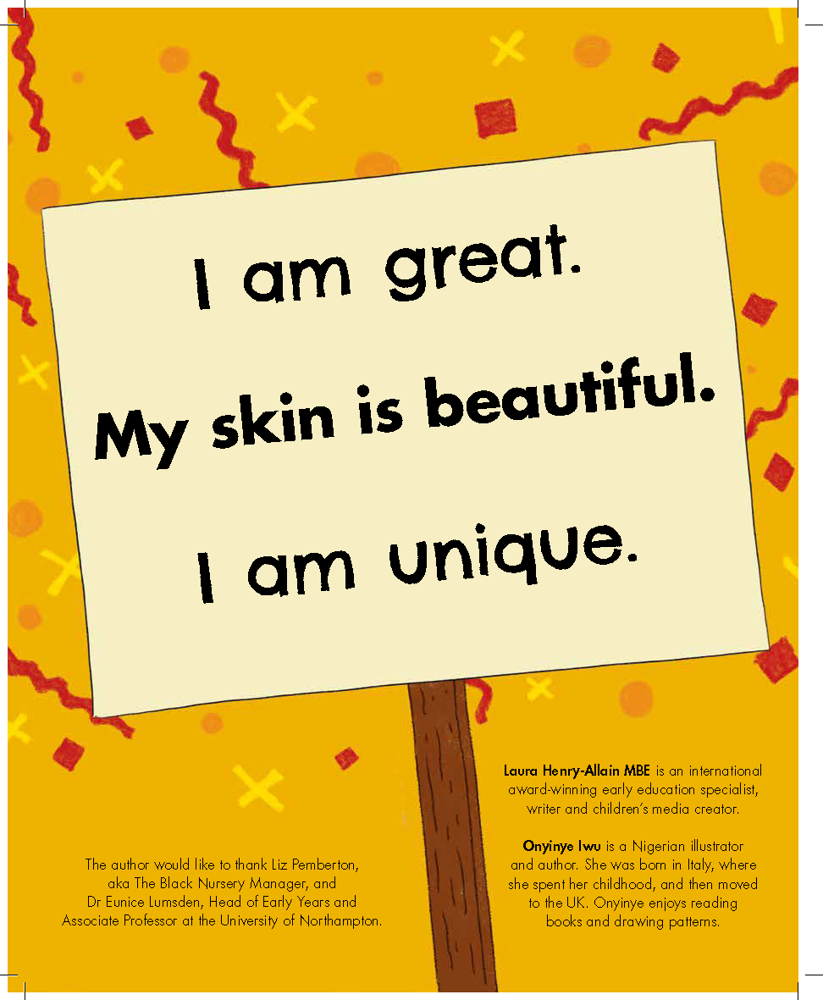 I am great.
My skin is beautiful.
I am unique.
The author would like to thank Liz Pemberton,
aka The Black Nursery Manager, and
Dr Eunice Lumsden, Head of Early Years and
Associate Professor at the University of Northampton.
Laura Henry-Allain MBE is an international
award-winning early education specialist,
writer and children's media creator.
Onyinye Iwu is a Nigerian illustrator
and author. She was born in Italy, where
she spent her childhood, and then moved
to the UK. Onyinye enjoys reading
books and drawing patterns.